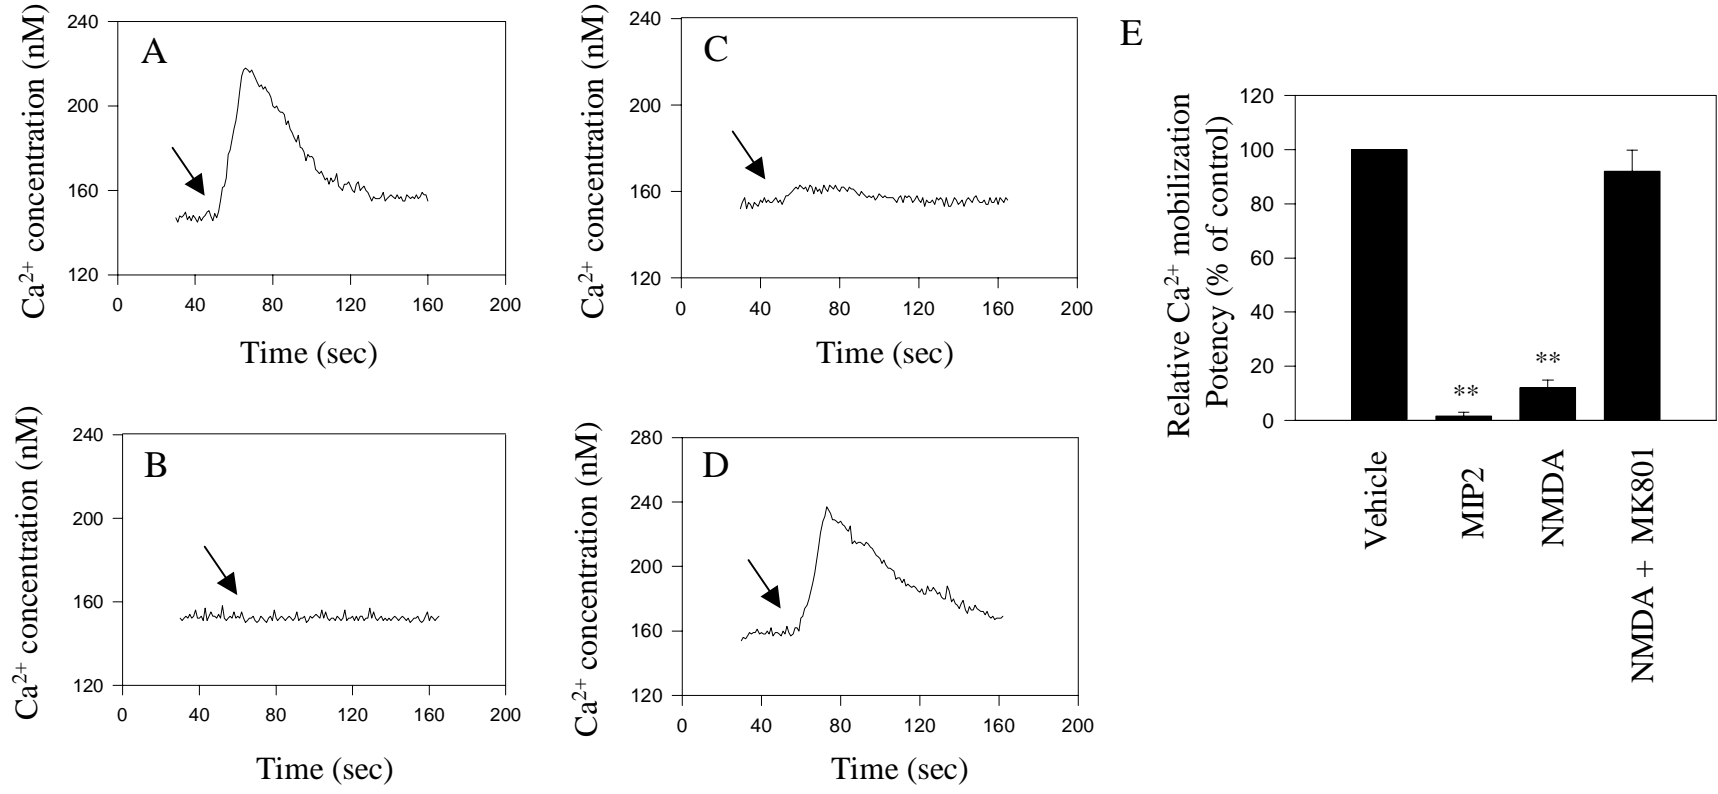 A
Ca2+ concentration (nM)
240
200
160
120
0 40 80 120 160 200
Time (sec)
B
Ca2+ concentration (nM)
240
200
160
120
0 40 80 120 160 200
Time (sec)
C
Ca2+ concentration (nM)
240
200
160
120
0 40 80 120 160 200
Time (sec)
D
Ca2+ concentration (nM)
280
240
200
160
120
0 40 80 120 160 200
Time (sec)
E
Relative Ca2+ mobilization
Potency (% of control)
120
100
80
60
40
20
0
**
**
Vehicle
MIP2
NMDA
NMDA + MK801